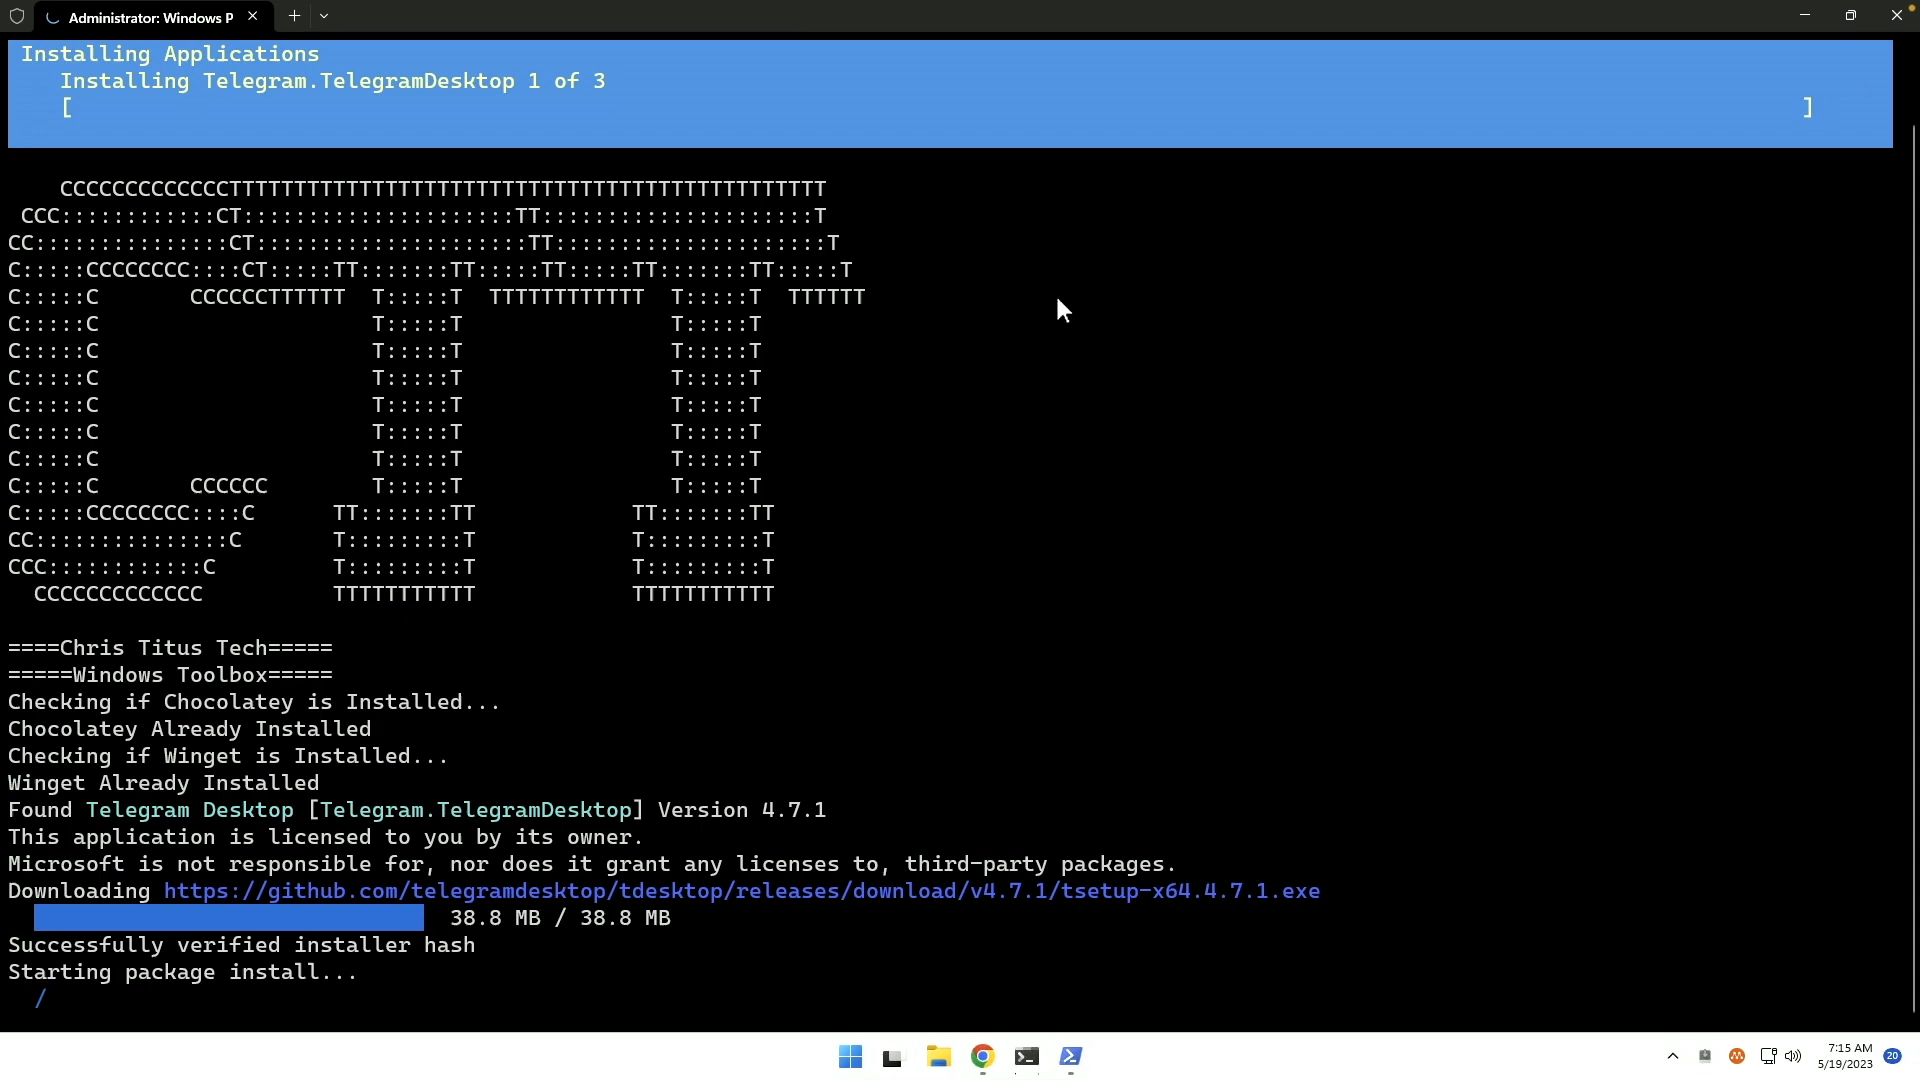 Administrator: Windows P
Installing Applications
Installing Telegram.TelegramDesktop 1 of 3
[ ]
CCCCCCCCCCCCCTTTTTTTTTTTTTTTTTTTTTTTTTTTTTTTTTTTTTTTTTTTTTT
CCC::::::::::::CT:::::::::::::::::::::TT:::::::::::::::::::::T
CC:::::::::::::::CT:::::::::::::::::::::TT:::::::::::::::::::::T
C:::::CCCCCCCC::::CT:::::TT:::::::TT:::::TT:::::TT:::::::TT:::::T
C:::::C       CCCCCCTTTTTT  T:::::T  TTTTTTTTTTTT  T:::::T  TTTTTT
C:::::C                     T:::::T                T:::::T
C:::::C                     T:::::T                T:::::T
C:::::C                     T:::::T                T:::::T
C:::::C                     T:::::T                T:::::T
C:::::C                     T:::::T                T:::::T
C:::::C                     T:::::T                T:::::T
C:::::C       CCCCCC        T:::::T                T:::::T
C:::::CCCCCCCC::::C      TT:::::::TT            TT:::::::TT
CC:::::::::::::::C       T:::::::::T            T:::::::::T
CCC::::::::::::C         T:::::::::T            T:::::::::T
CCCCCCCCCCCCC          TTTTTTTTTTT            TTTTTTTTTTT
====Chris Titus Tech=====
=====Windows Toolbox=====
Checking if Chocolatey is Installed...
Chocolatey Already Installed
Checking if Winget is Installed...
Winget Already Installed
Found Telegram Desktop [Telegram.TelegramDesktop] Version 4.7.1
This application is licensed to you by its owner.
Microsoft is not responsible for, nor does it grant any licenses to, third-party packages.
Downloading https://github.com/telegramdesktop/tdesktop/releases/download/v4.7.1/tsetup-x64.4.7.1.exe
38.8 MB / 38.8 MB
Successfully verified installer hash
Starting package install...
/
7:15 AM
5/19/2023
20